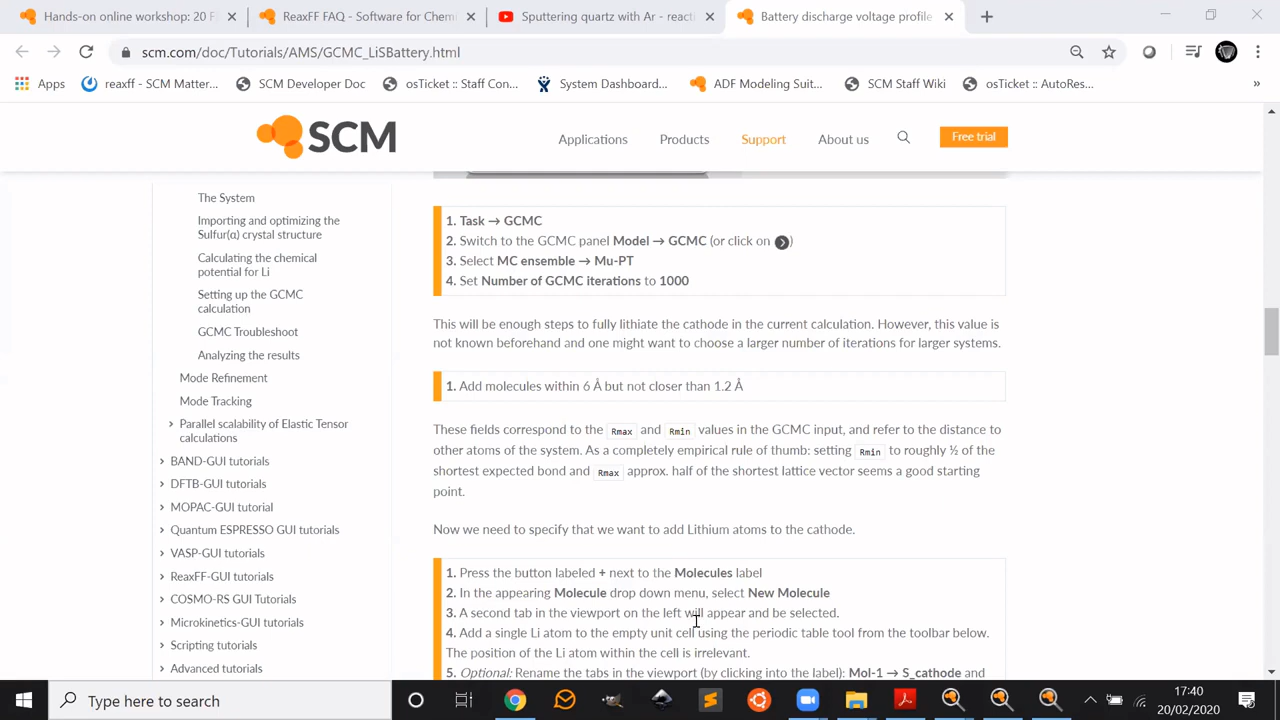 Hands-on online workshop: 20 F
ReaxFF FAQ - Software for Chemi
Sputtering quartz with Ar - reacti
Battery discharge voltage profile
scm.com/doc/Tutorials/AMS/GCMC_LiSBattery.html
Apps
reaxff - SCM Matter...
SCM Developer Doc
osTicket :: Staff Con...
System Dashboard...
ADF Modeling Suit...
SCM Staff Wiki
osTicket :: AutoRes...
»
SCM
Applications
Products
Support
About us
Free trial
The System
Importing and optimizing the
Sulfur(α) crystal structure
Calculating the chemical
potential for Li
Setting up the GCMC
calculation
GCMC Troubleshoot
Analyzing the results
Mode Refinement
Mode Tracking
Parallel scalability of Elastic Tensor
calculations
BAND-GUI tutorials
DFTB-GUI tutorials
MOPAC-GUI tutorial
Quantum ESPRESSO GUI tutorials
VASP-GUI tutorials
ReaxFF-GUI tutorials
COSMO-RS GUI tutorials
Microkinetics-GUI tutorials
Scripting tutorials
Advanced tutorials
1. Task → GCMC
2. Switch to the GCMC panel Model → GCMC (or click on )
3. Select MC ensemble → Mu-PT
4. Set Number of GCMC iterations to 1000
This will be enough steps to fully lithiate the cathode in the current calculation. However, this value is
not known beforehand and one might want to choose a larger number of iterations for larger systems.
1. Add molecules within 6 Å but not closer than 1.2 Å
These fields correspond to the Rmax and Rmin values in the GCMC input, and refer to the distance to
other atoms of the system. As a completely empirical rule of thumb: setting Rmin to roughly ½ of the
shortest expected bond and Rmax approx. half of the shortest lattice vector seems a good starting
point.
Now we need to specify that we want to add Lithium atoms to the cathode.
1. Press the button labeled + next to the Molecules label
2. In the appearing Molecule drop down menu, select New Molecule
3. A second tab in the viewport on the left will appear and be selected.
4. Add a single Li atom to the empty unit cell using the periodic table tool from the toolbar below.
The position of the Li atom within the cell is irrelevant.
5. Optional: Rename the tabs in the viewport (by clicking into the label): Mol-1 → S_cathode and
Type here to search
17:40
20/02/2020